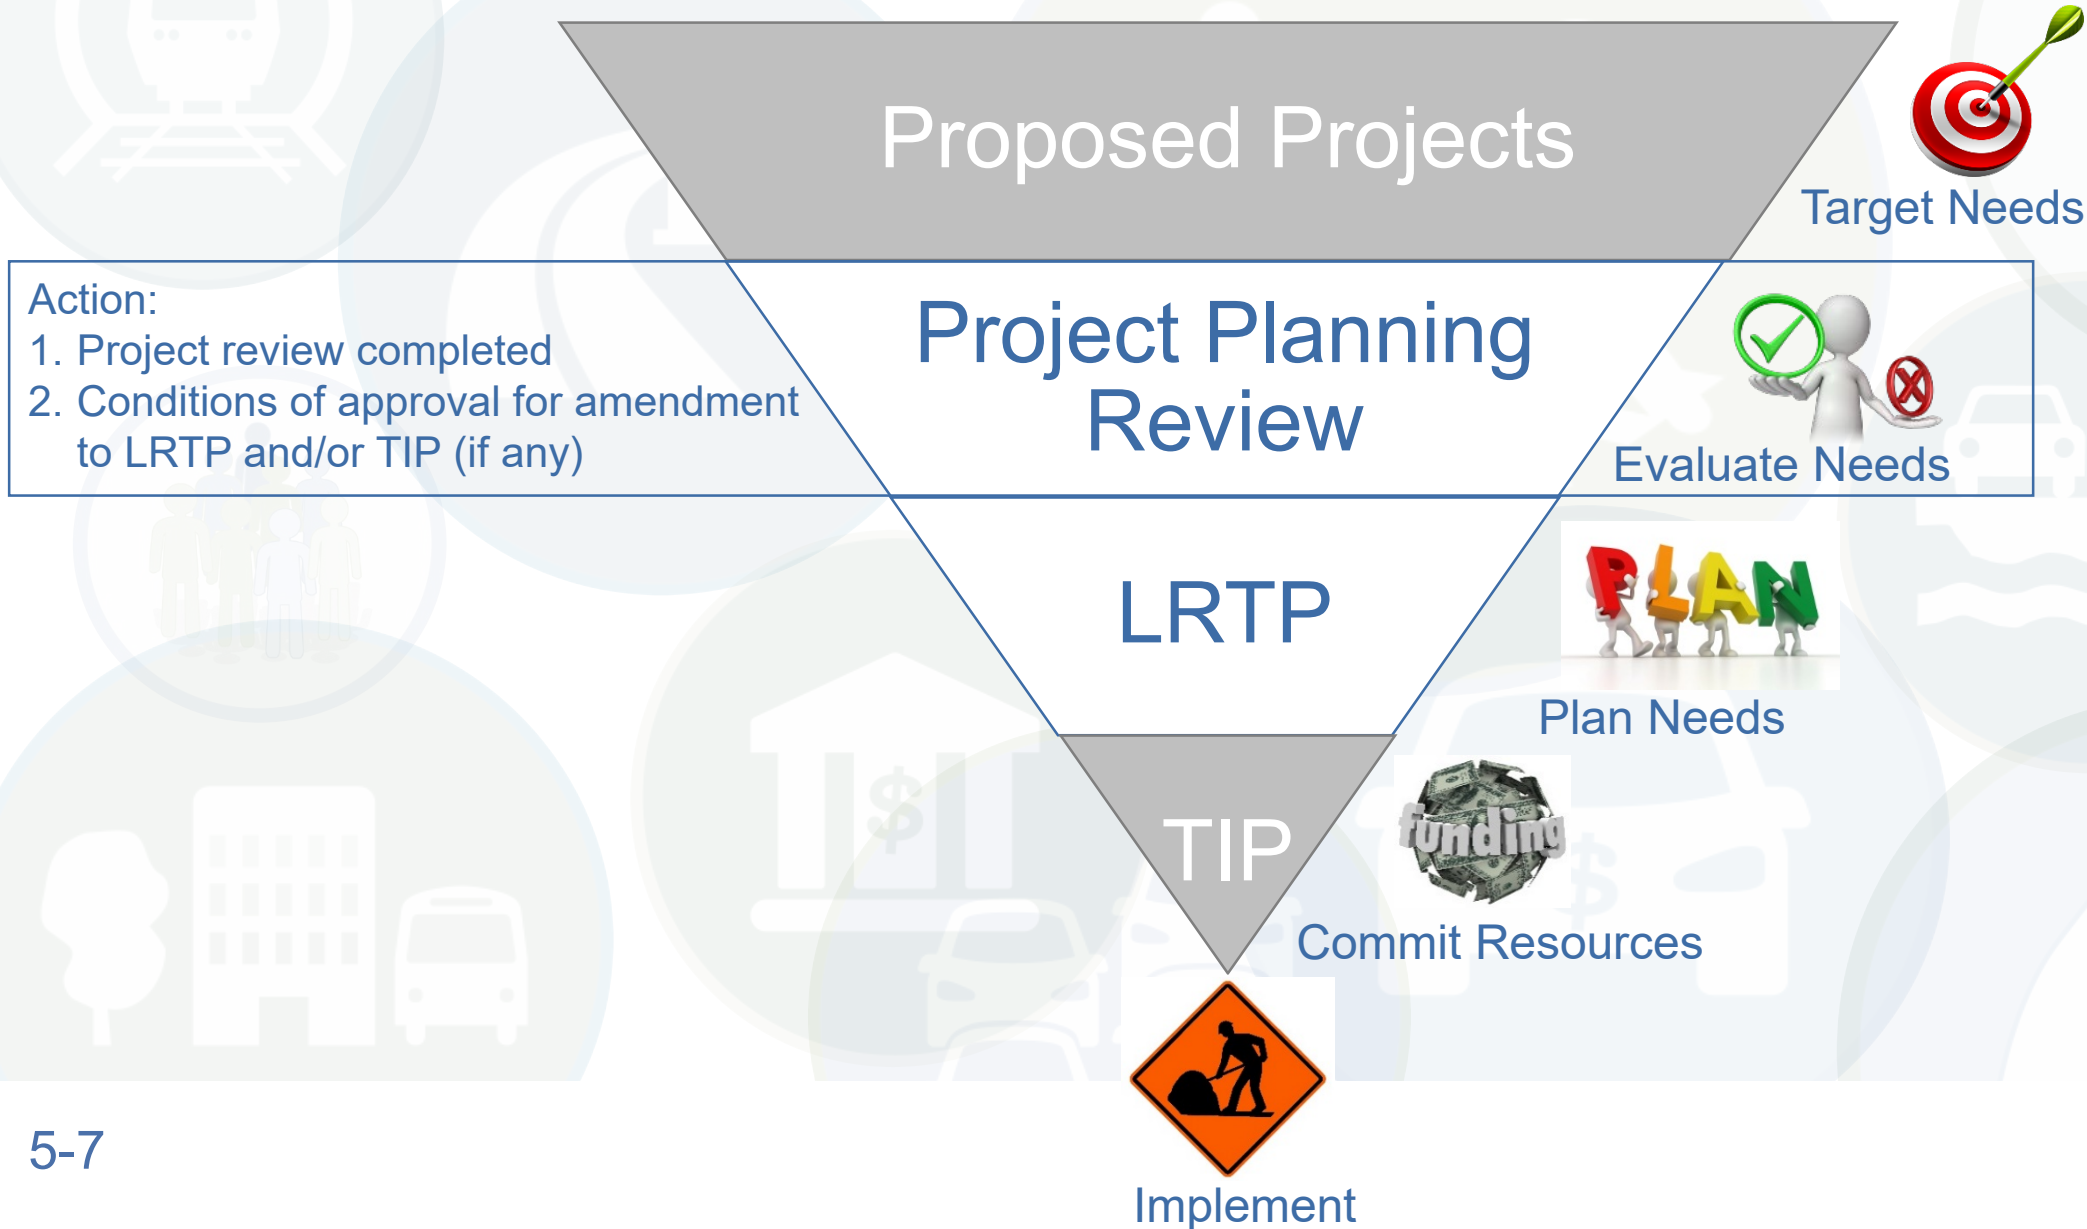 Proposed Projects
Target Needs
Action:
1. Project review completed
2. Conditions of approval for amendment
to LRTP and/or TIP (if any)
Project Planning
Review
X
Evaluate Needs
LRTP
PLAN
Plan Needs
$
TIP
funding
$
Commit Resources
5-7
Implement